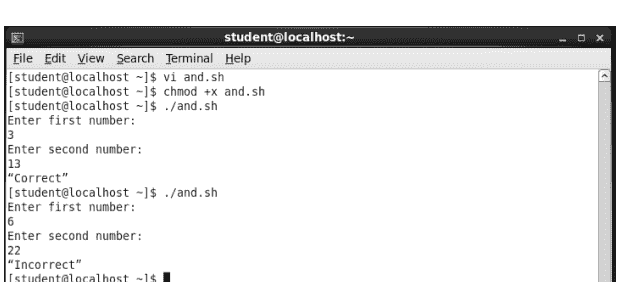 student@localhost:~
File Edit View Search Terminal Help
[student@localhost ~]$ vi and.sh
[student@localhost ~]$ chmod +x and.sh
[student@localhost ~]$ ./and.sh
Enter first number:
3
Enter second number:
13
“Correct”
[student@localhost ~]$ ./and.sh
Enter first number:
6
Enter second number:
22
“Incorrect”
[student@localhost ~]$